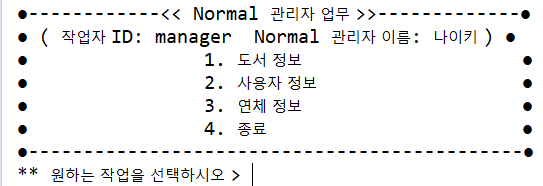 ●------------<< Normal 관리자 업무 >>-------------●
● ( 작업자 ID: manager  Normal 관리자 이름: 나이키 ) ●
● 1. 도서 정보 ●
● 2. 사용자 정보 ●
● 3. 연체 정보 ●
● 4. 종료 ●
●---------------------------------------------●
** 원하는 작업을 선택하시오 >